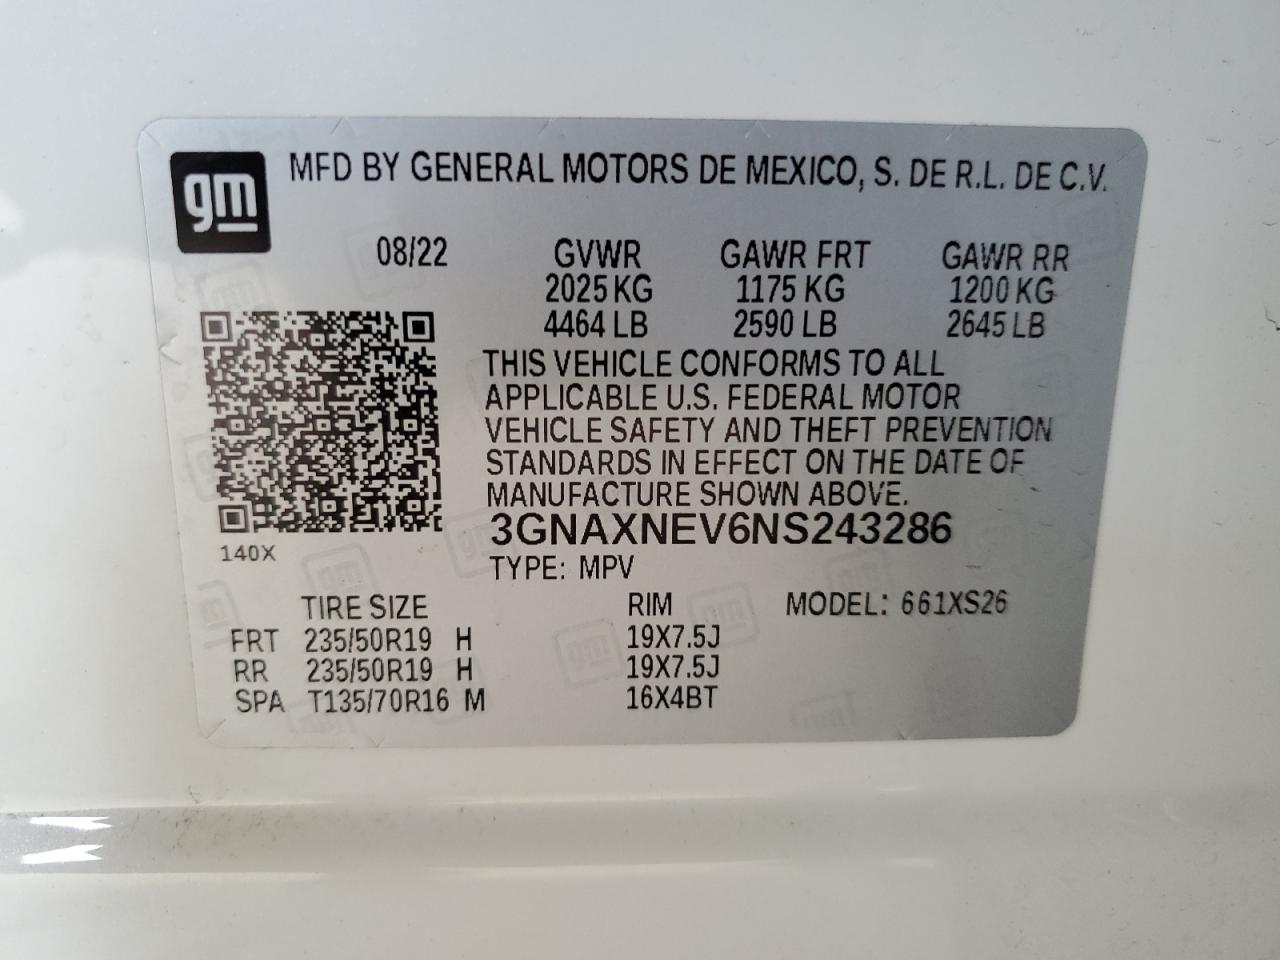 gm
MFD BY GENERAL MOTORS DE MEXICO, S. DE R.L. DE C.V.
08/22 GVWR GAWR FRT GAWR RR
2025 KG 1175 KG 1200 KG
4464 LB 2590 LB 2645 LB
THIS VEHICLE CONFORMS TO ALL
APPLICABLE U.S. FEDERAL MOTOR
VEHICLE SAFETY AND THEFT PREVENTION
STANDARDS IN EFFECT ON THE DATE OF
MANUFACTURE SHOWN ABOVE.
3GNAXNEV6NS243286
140X
TYPE: MPV
TIRE SIZE RIM MODEL: 661XS26
FRT 235/50R19 H 19X7.5J
RR 235/50R19 H 19X7.5J
SPA T135/70R16 M 16X4BT